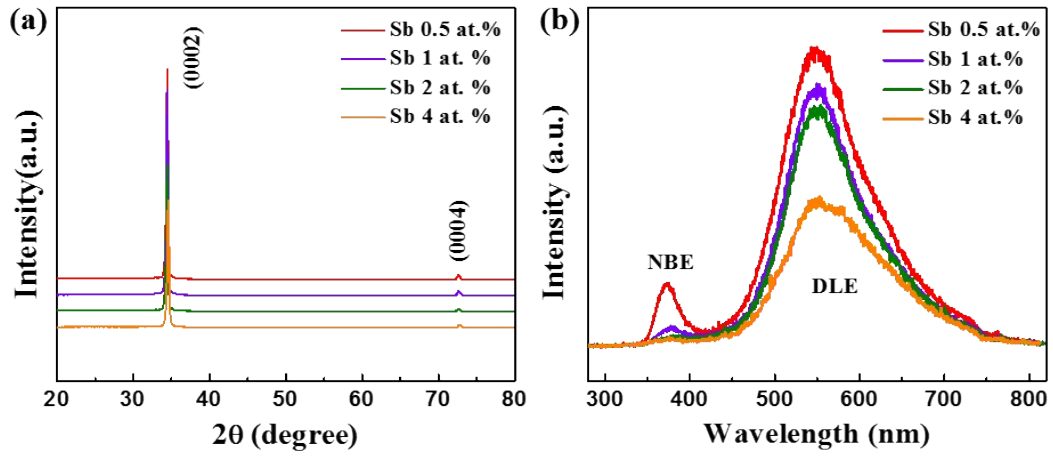 (a)
Sb 0.5 at.%
Sb 1 at. %
Sb 2 at. %
Sb 4 at. %
(0002)
(0004)
Intensity(a.u.)
20 30 40 50 60 70 80
2θ (degree)
(b)
Sb 0.5 at.%
Sb 1 at. %
Sb 2 at.%
Sb 4 at.%
NBE
DLE
Intensity (a.u.)
300 400 500 600 700 800
Wavelength (nm)